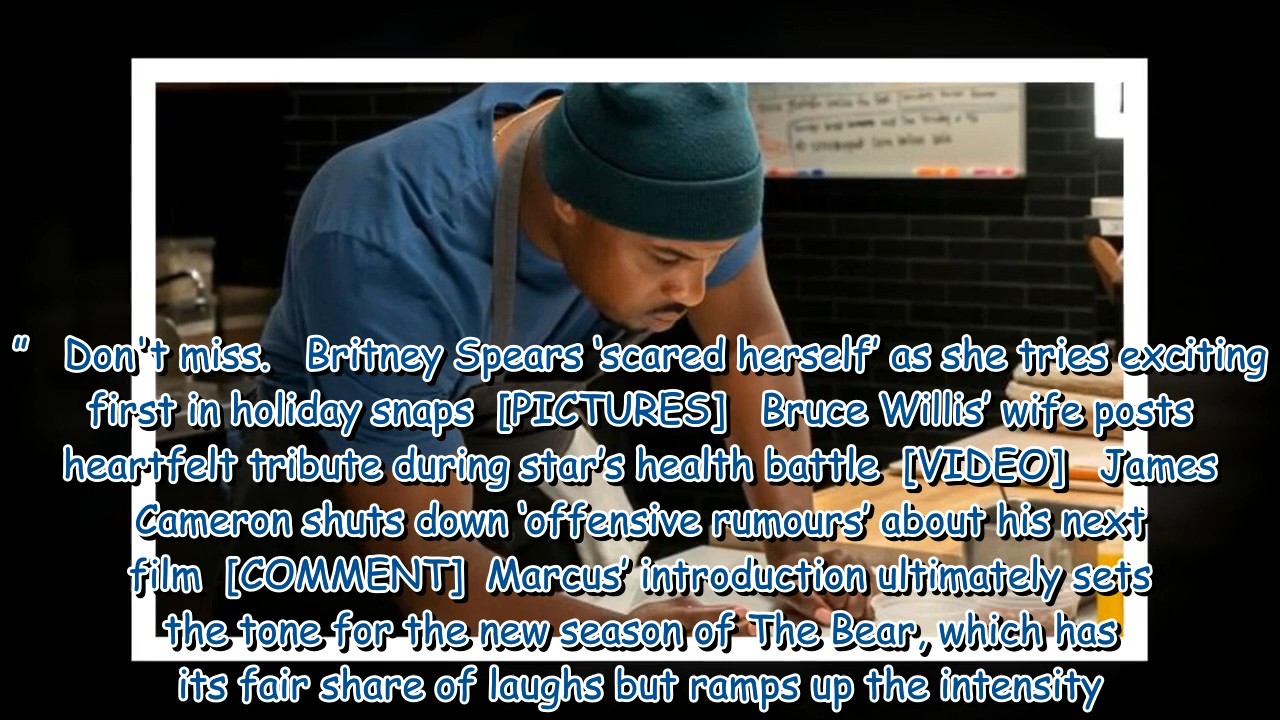 ” Don't miss. Britney Spears ‘scared herself’ as she tries exciting
first in holiday snaps [PICTURES] Bruce Willis’ wife posts
heartfelt tribute during star’s health battle [VIDEO] James
Cameron shuts down ‘offensive rumours’ about his next
film [COMMENT] Marcus’ introduction ultimately sets
the tone for the new season of The Bear, which has
its fair share of laughs but ramps up the intensity